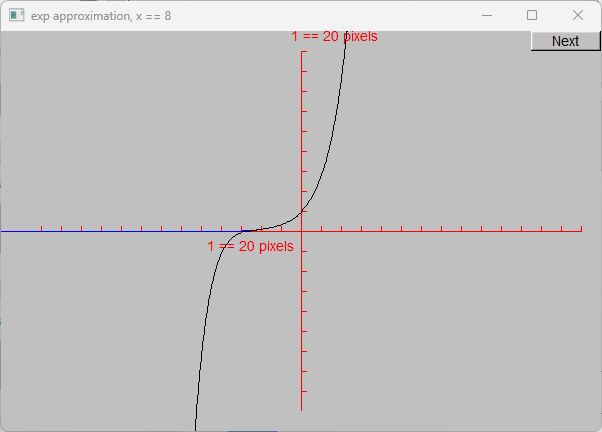 exp approximation, x == 8
1 == 20 pixels
Next
1 == 20 pixels